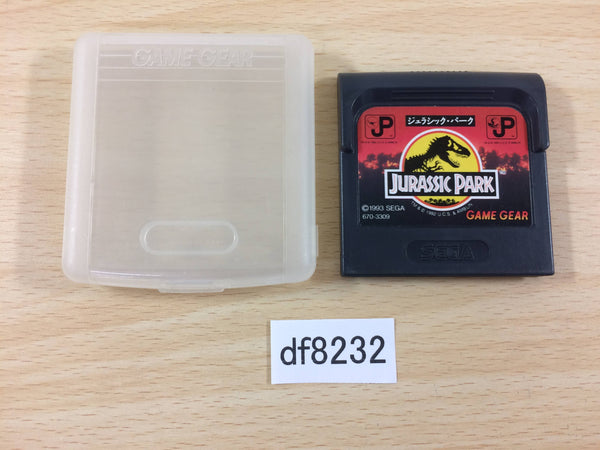 GAME GEAR
ジュラシック・パーク
JP
JP
JURASSIC PARK
©1993 SEGA
670-3309
GAME GEAR
SEGA
df8232